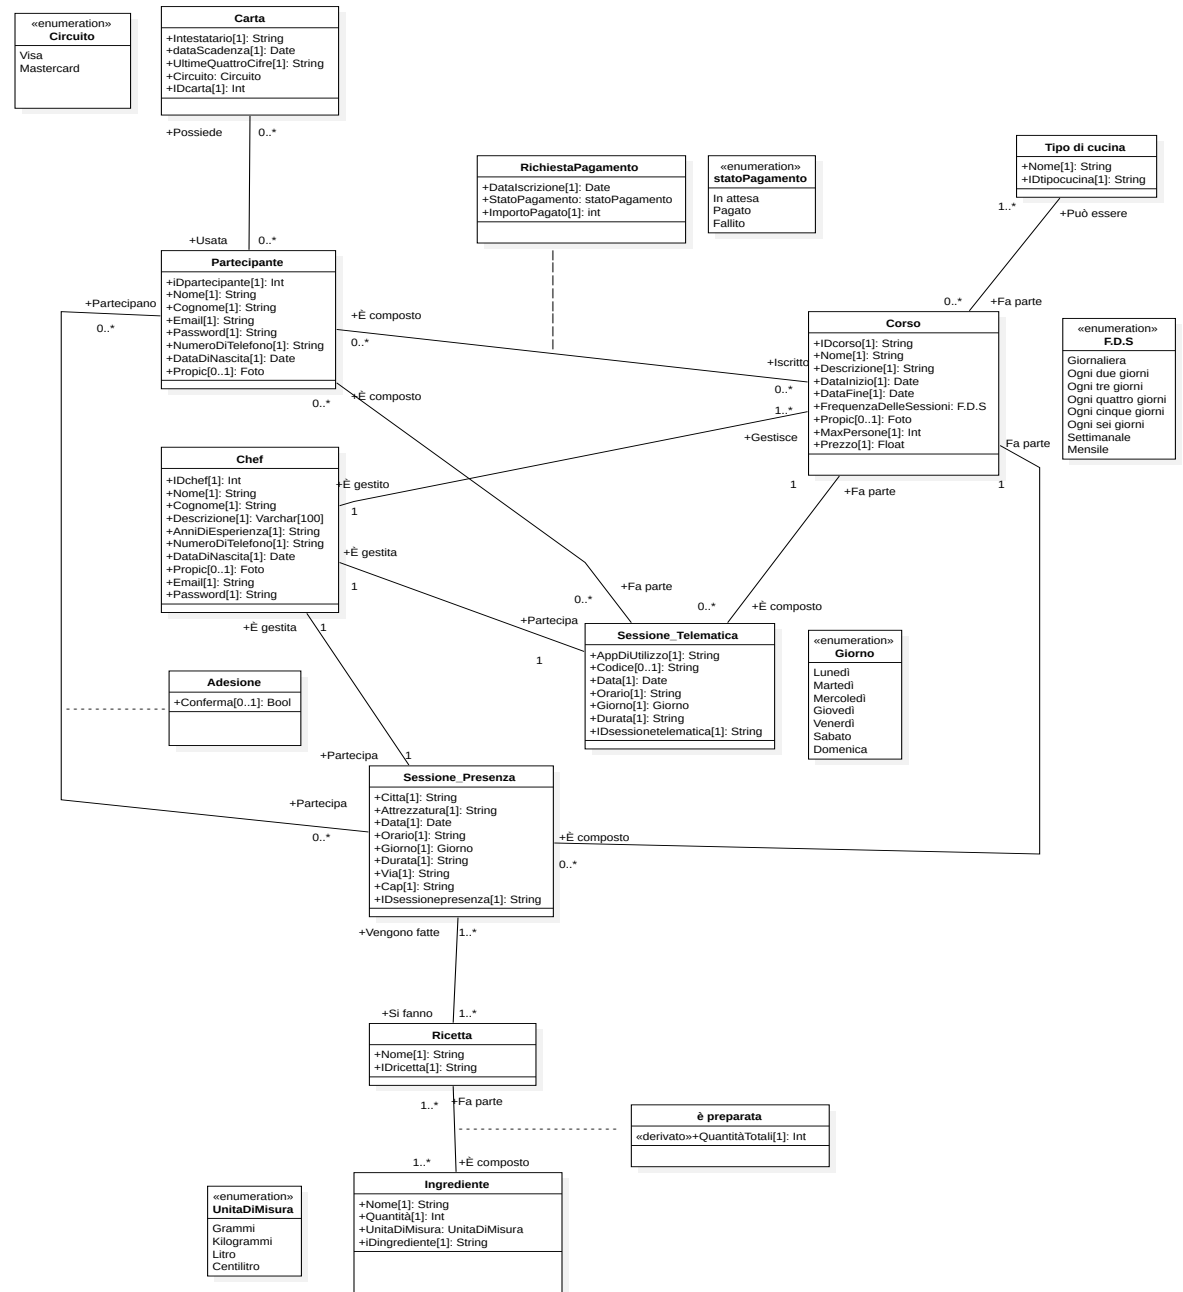 «enumeration»
Circuito
Visa
Mastercard
Carta
+Intestatario[1]: String
+dataScadenza[1]: Date
+UltimeQuattroCifre[1]: String
+Circuito: Circuito
+IDcarta[1]: Int
+Possiede
0..*
+Usata
0..*
RichiestaPagamento
+DataIscrizione[1]: Date
+StatoPagamento: statoPagamento
+ImportoPagato[1]: int
«enumeration»
statoPagamento
In attesa
Pagato
Fallito
Tipo di cucina
+Nome[1]: String
+IDtipocucina[1]: String
1..*
+Può essere
0..*
+Fa parte
Partecipante
+iDpartecipante[1]: Int
+Nome[1]: String
+Cognome[1]: String
+Email[1]: String
+Password[1]: String
+NumeroDiTelefono[1]: String
+DataDiNascita[1]: Date
+Propic[0..1]: Foto
+Partecipano
0..*
+È composto
0..*
+Iscritto
0..*
Corso
+IDcorso[1]: String
+Nome[1]: String
+Descrizione[1]: String
+DataInizio[1]: Date
+DataFine[1]: Date
+FrequenzaDelleSessioni: F.D.S
+Propic[0..1]: Foto
+MaxPersone[1]: Int
+Prezzo[1]: Float
«enumeration»
F.D.S
Giornaliera
Ogni due giorni
Ogni tre giorni
Ogni quattro giorni
Ogni cinque giorni
Ogni sei giorni
Settimanale
Mensile
0..*
+È composto
1..*
+Gestisce
Fa parte
1
1
+Fa parte
Chef
+IDchef[1]: Int
+Nome[1]: String
+Cognome[1]: String
+Descrizione[1]: Varchar[100]
+AnniDiEsperienza[1]: String
+NumeroDiTelefono[1]: String
+DataDiNascita[1]: Date
+Propic[0..1]: Foto
+Email[1]: String
+Password[1]: String
+È gestito
1
+È gestita
1
+È gestita
1
+Fa parte
0..*
0..*
+È composto
+Partecipa
1
Sessione_Telematica
+AppDiUtilizzo[1]: String
+Codice[0..1]: String
+Data[1]: Date
+Orario[1]: String
+Giorno[1]: Giorno
+Durata[1]: String
+IDsessionetelematica[1]: String
«enumeration»
Giorno
Lunedì
Martedì
Mercoledì
Giovedì
Venerdì
Sabato
Domenica
Adesione
+Conferma[0..1]: Bool
+Partecipa
1
+Partecipa
0..*
Sessione_Presenza
+Citta[1]: String
+Attrezzatura[1]: String
+Data[1]: Date
+Orario[1]: String
+Giorno[1]: Giorno
+Durata[1]: String
+Via[1]: String
+Cap[1]: String
+IDsessionepresenza[1]: String
+È composto
0..*
+Vengono fatte
1..*
+Si fanno
1..*
Ricetta
+Nome[1]: String
+IDricetta[1]: String
1..*
+Fa parte
è preparata
«derivato»+QuantitàTotali[1]: Int
1..*
+È composto
«enumeration»
UnitaDiMisura
Grammi
Kilogrammi
Litro
Centilitro
Ingrediente
+Nome[1]: String
+Quantità[1]: Int
+UnitaDiMisura: UnitaDiMisura
+iDingrediente[1]: String